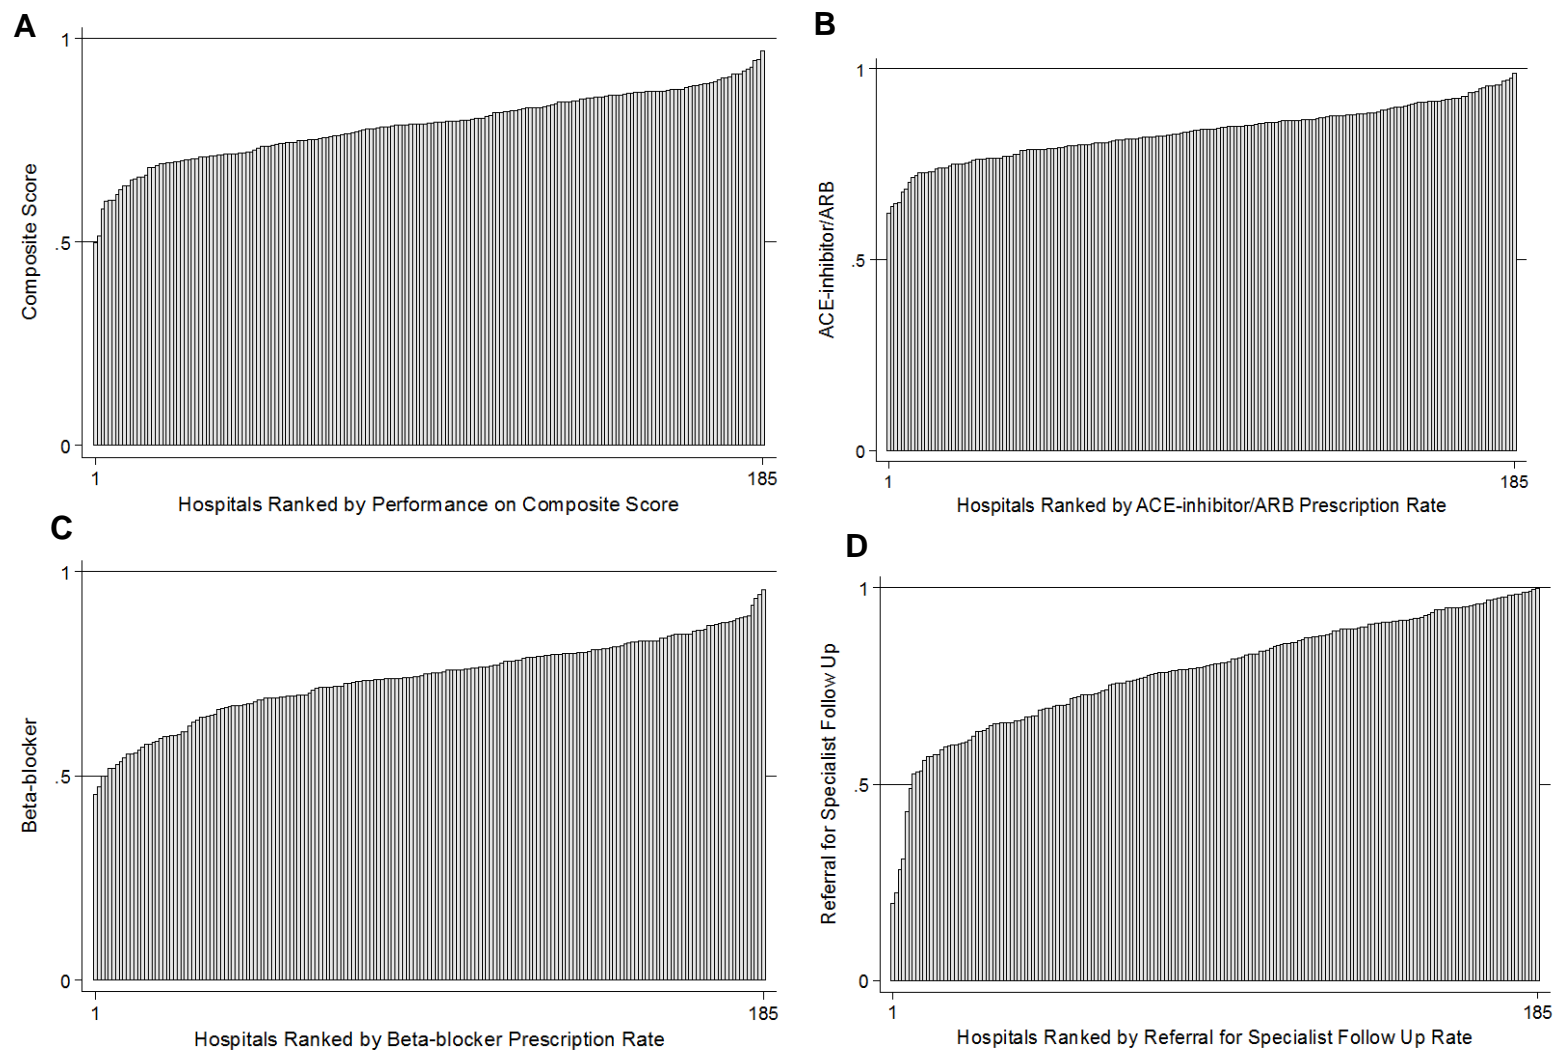 A
1
.5
0
Composite Score
1
185
Hospitals Ranked by Performance on Composite Score
B
1
.5
0
ACE-inhibitor/ARB
1
185
Hospitals Ranked by ACE-inhibitor/ARB Prescription Rate
C
1
.5
0
Beta-blocker
1
185
Hospitals Ranked by Beta-blocker Prescription Rate
D
1
.5
0
Referral for Specialist Follow Up
1
185
Hospitals Ranked by Referral for Specialist Follow Up Rate